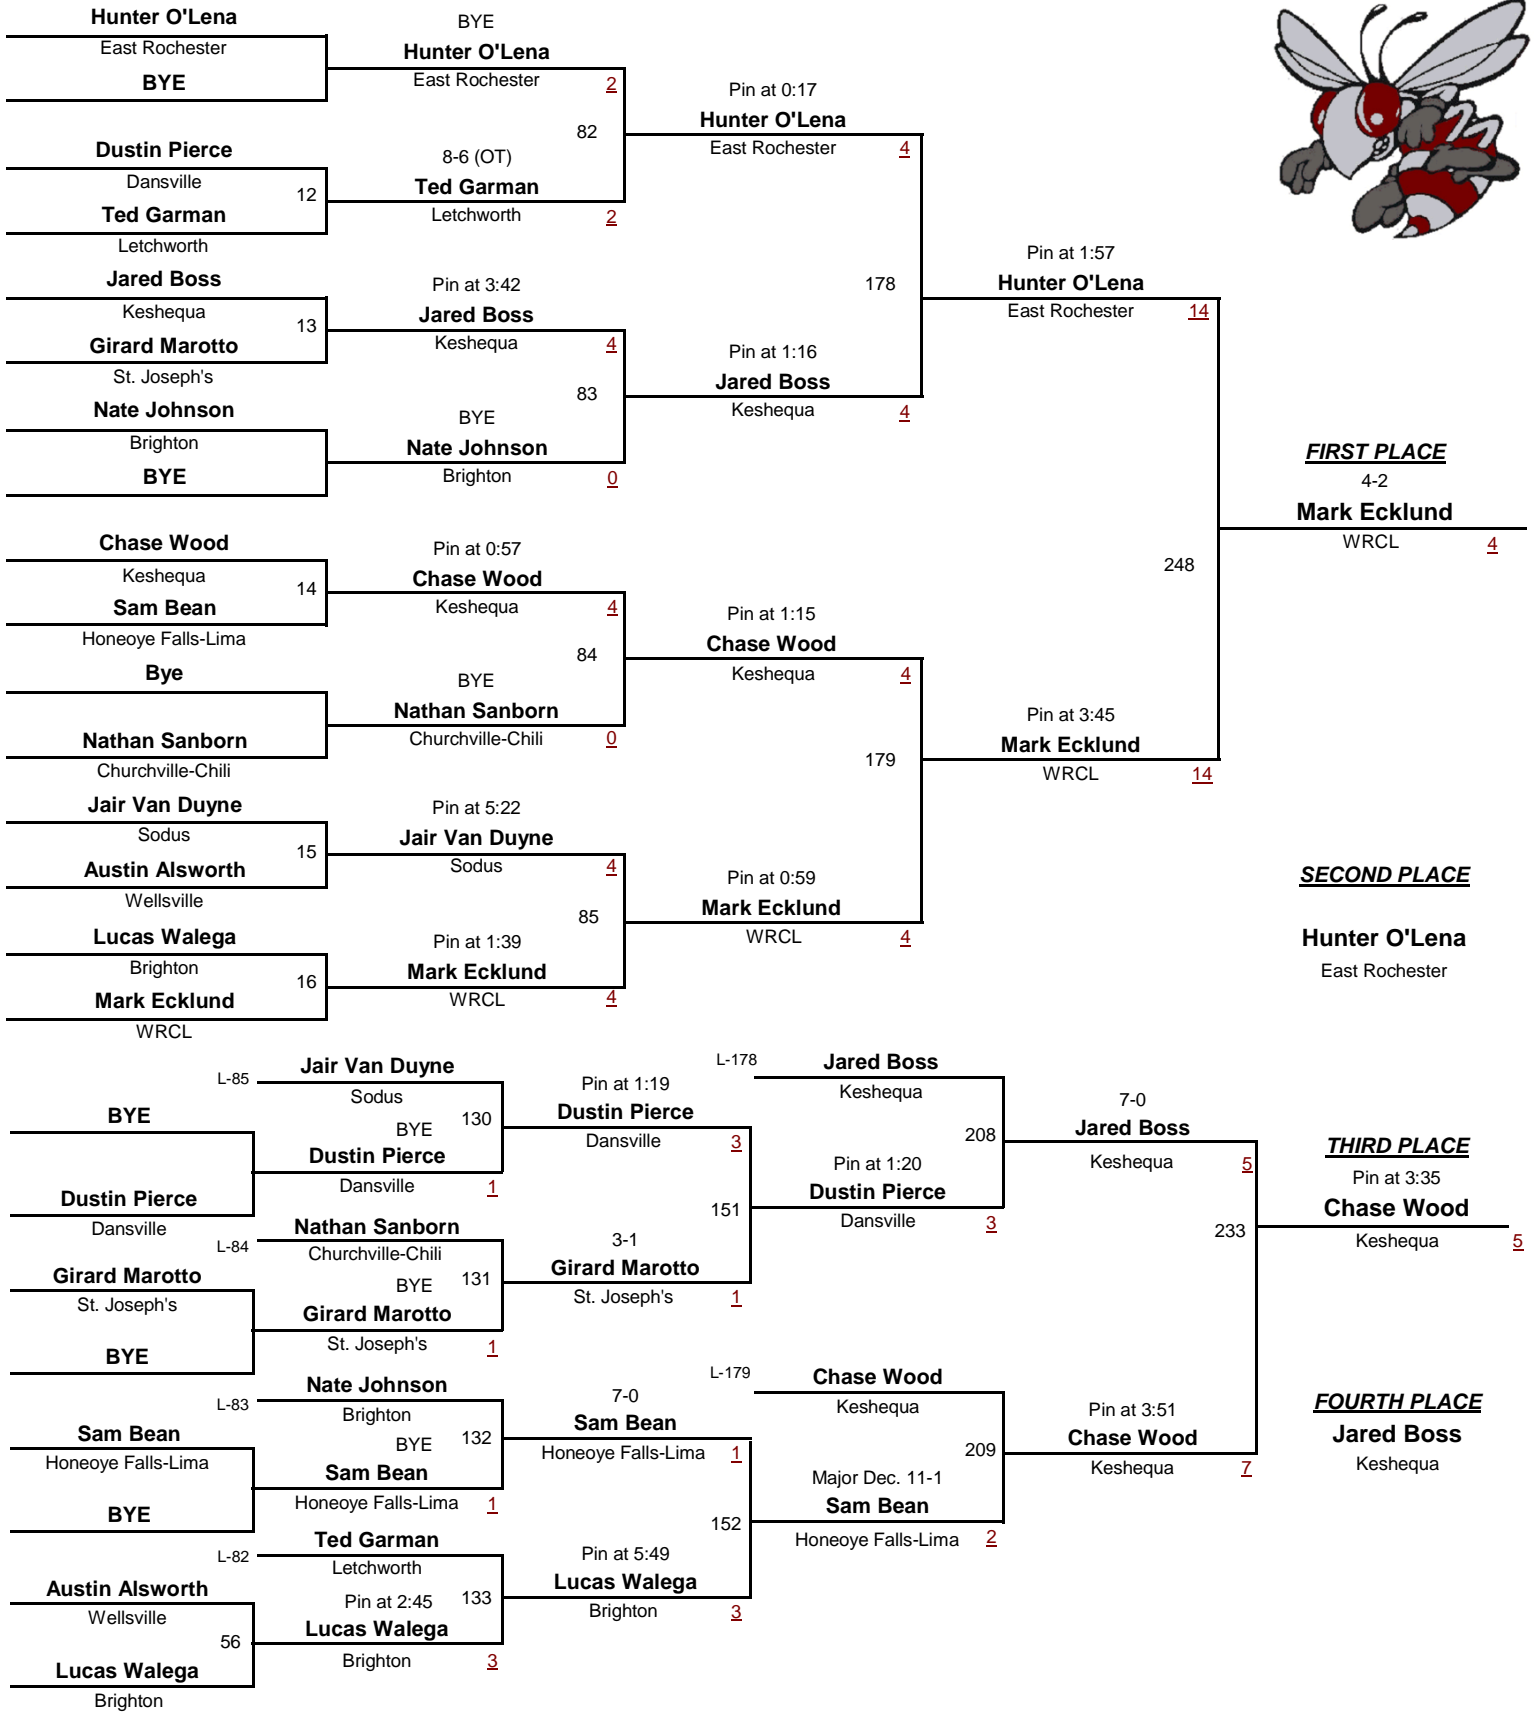 Hunter O'Lena
East Rochester
BYE
Dustin Pierce
Dansville
12
Ted Garman
Letchworth
Jared Boss
Keshequa
13
Girard Marotto
St. Joseph's
Nate Johnson
Brighton
BYE
Chase Wood
Keshequa
14
Sam Bean
Honeoye Falls-Lima
Bye
Nathan Sanborn
Churchville-Chili
Jair Van Duyne
Sodus
15
Austin Alsworth
Wellsville
Lucas Walega
Brighton
16
Mark Ecklund
WRCL
BYE
Hunter O'Lena
East Rochester 2
82
8-6 (OT)
Ted Garman
Letchworth 2
Pin at 3:42
Jared Boss
Keshequa 4
83
BYE
Nate Johnson
Brighton 0
Pin at 0:57
Chase Wood
Keshequa 4
84
BYE
Nathan Sanborn
Churchville-Chili 0
Pin at 5:22
Jair Van Duyne
Sodus 4
85
Pin at 1:39
Mark Ecklund
WRCL 4
Pin at 0:17
Hunter O'Lena
East Rochester 4
178
Pin at 1:16
Jared Boss
Keshequa 4
Pin at 1:15
Chase Wood
Keshequa 4
179
Pin at 0:59
Mark Ecklund
WRCL 4
Pin at 1:57
Hunter O'Lena
East Rochester 14
248
Pin at 3:45
Mark Ecklund
WRCL 14
FIRST PLACE
4-2
Mark Ecklund
WRCL 4
SECOND PLACE
Hunter O'Lena
East Rochester
BYE
Dustin Pierce
Dansville
Girard Marotto
St. Joseph's
BYE
Sam Bean
Honeoye Falls-Lima
BYE
Austin Alsworth
Wellsville
56
Lucas Walega
Brighton
L-85
Jair Van Duyne
Sodus
BYE 130
Dustin Pierce
Dansville 1
L-84
Nathan Sanborn
Churchville-Chili
BYE 131
Girard Marotto
St. Joseph's 1
L-83
Nate Johnson
Brighton
BYE 132
Sam Bean
Honeoye Falls-Lima 1
L-82
Ted Garman
Letchworth
Pin at 2:45 133
Lucas Walega
Brighton 3
Pin at 1:19
Dustin Pierce
Dansville 3
151
3-1
Girard Marotto
St. Joseph's 1
7-0
Sam Bean
Honeoye Falls-Lima 1
152
Pin at 5:49
Lucas Walega
Brighton 3
L-178
Jared Boss
Keshequa
208
Pin at 1:20
Dustin Pierce
Dansville 3
L-179
Chase Wood
Keshequa
209
Major Dec. 11-1
Sam Bean
Honeoye Falls-Lima 2
7-0
Jared Boss
Keshequa 5
233
Pin at 3:51
Chase Wood
Keshequa 7
THIRD PLACE
Pin at 3:35
Chase Wood
Keshequa 5
FOURTH PLACE
Jared Boss
Keshequa